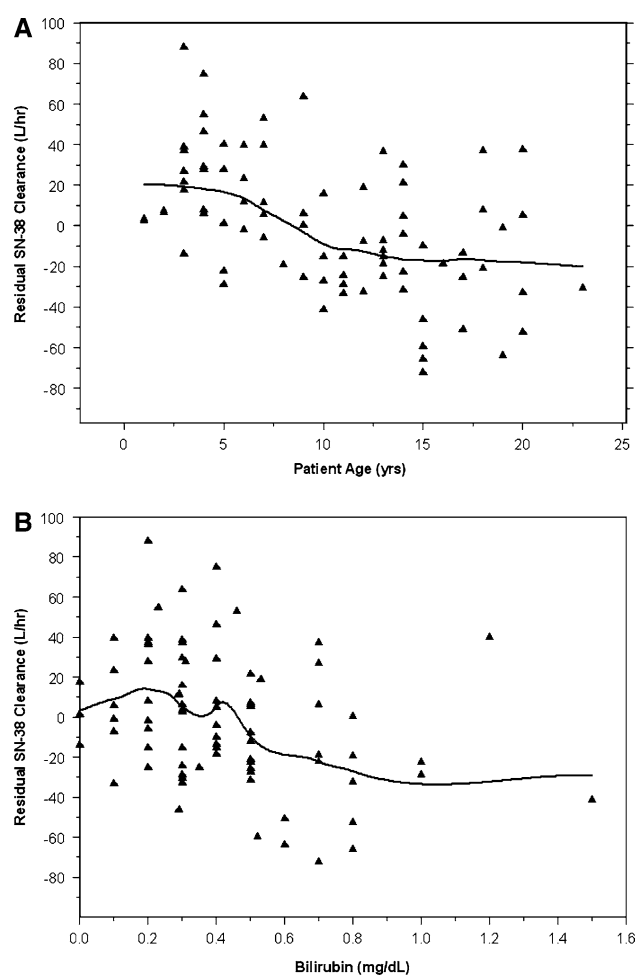 A
100
80
60
40
20
0
-20
-40
-60
-80
Residual SN-38 Clearance (L/hr)
0 5 10 15 20 25
Patient Age (yrs)
B
100
80
60
40
20
0
-20
-40
-60
-80
Residual SN-38 Clearance (L/hr)
0.0 0.2 0.4 0.6 0.8 1.0 1.2 1.4 1.6
Bilirubin (mg/dL)